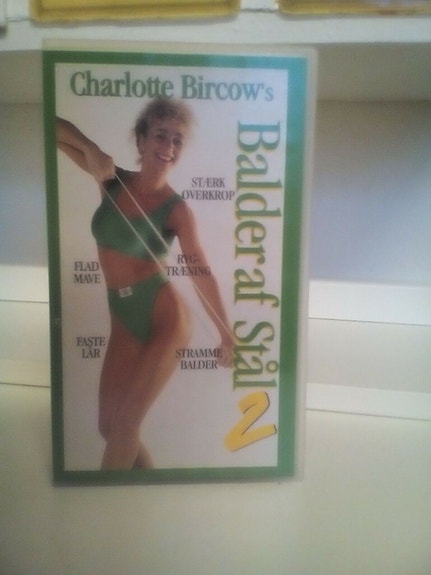 Charlotte Bircow's
Balder af Stål
2
STÆRK
OVERKROP
RYG-
TRÆNING
FLAD
MAVE
FASTE
LÅR
STRAMME
BALDER